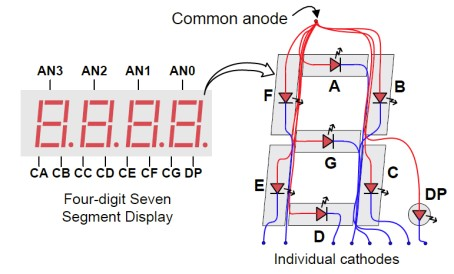 Common anode
AN3 AN2 AN1 AN0
CA CB CC CD CE CF CG DP
Four-digit Seven
Segment Display
A
F
B
G
E
C
D
DP
Individual cathodes